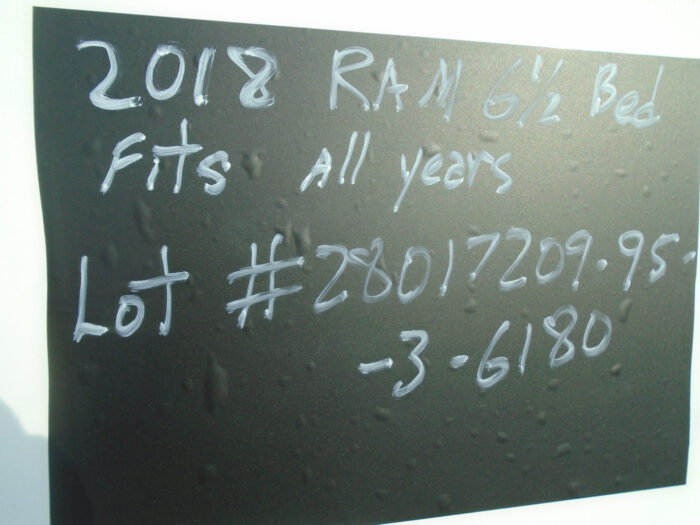 2018 RAM 6½ Bed
Fits All years
Lot #28017209.95-
-3-6180